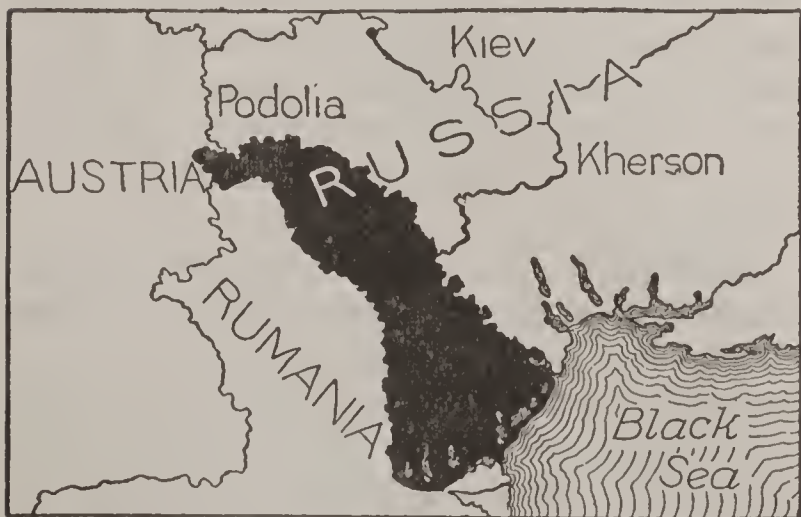 Kiev
Podolia
RUSSIA
AUSTRIA
Kherson
RUMANIA
Black
Sea